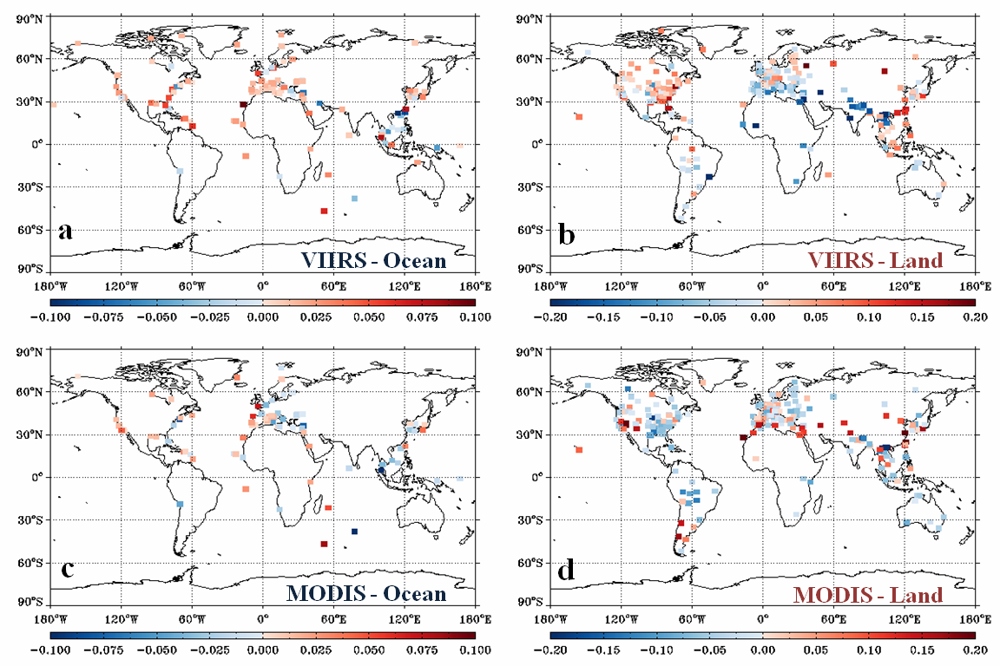 90°N 90°N
60°N 60°N
30°N 30°N
0° 0°
30°S 30°S
60°S 60°S
a b
VIIRS - Ocean VIIRS - Land
90°S 90°S
180°W 120°W 60°W 0° 60°E 120°E 180°E 180°W 120°W 60°W 0° 60°E 120°E 180°E
-0.100 -0.075 -0.050 -0.025 0.000 0.025 0.050 0.075 0.100 -0.20 -0.15 -0.10 -0.05 0.00 0.05 0.10 0.15 0.20
90°N 90°N
60°N 60°N
30°N 30°N
0° 0°
30°S 30°S
60°S 60°S
c d
MODIS - Ocean MODIS - Land
90°S 90°S
180°W 120°W 60°W 0° 60°E 120°E 180°E 180°W 120°W 60°W 0° 60°E 120°E 180°E
-0.100 -0.075 -0.050 -0.025 0.000 0.025 0.050 0.075 0.100 -0.20 -0.15 -0.10 -0.05 0.00 0.05 0.10 0.15 0.20